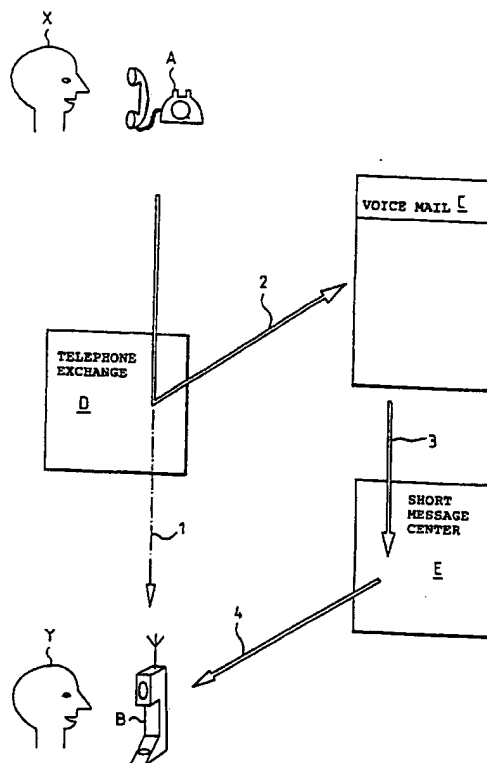 X
A
VOICE MAIL C
2
TELEPHONE
EXCHANGE
D
3
SHORT
MESSAGE
CENTER
E
1
4
Y
B